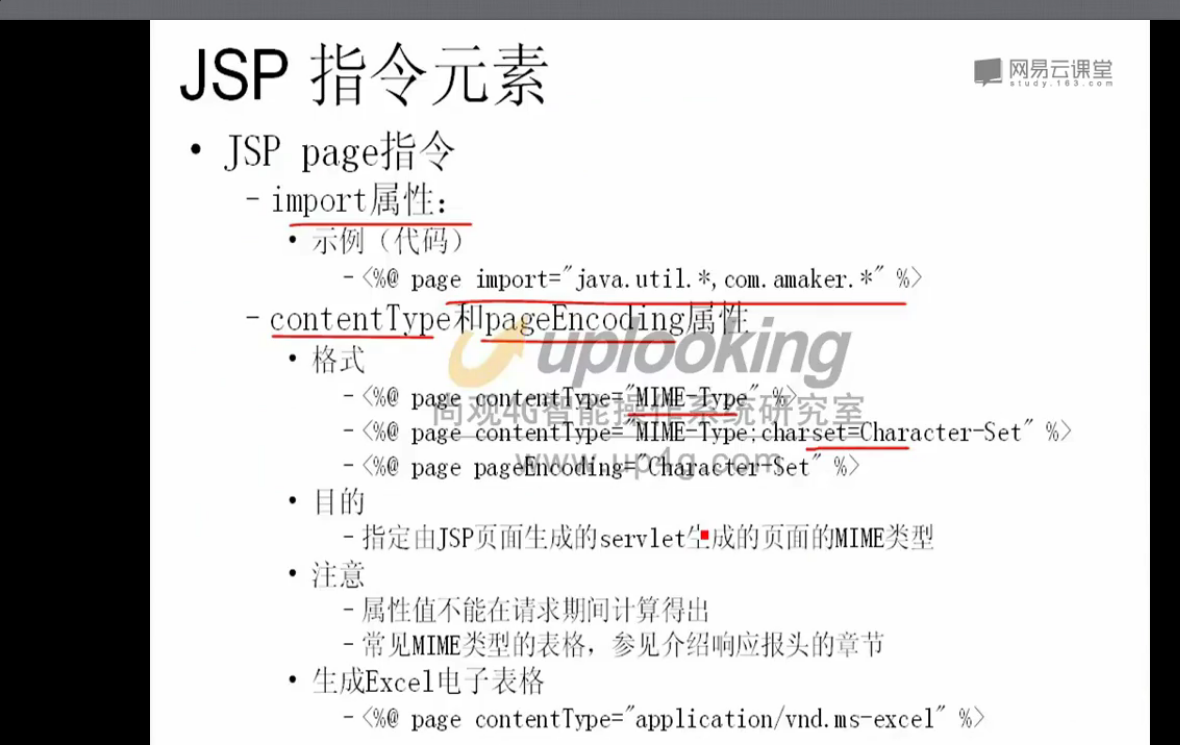 JSP 指令元素
网易云课堂
study.163.com
• JSP page指令
–import属性：
• 示例（代码）
–<%@ page import="java.util.*,com.amaker.*" %>
–contentType和pageEncoding属性
uplooking
• 格式
–<%@ page contentType="MIME-Type" %>
尚观4G智能操作系统研究室
–<%@ page contentType="MIME-Type;charset=Character-Set" %>
www.up4g.com
–<%@ page pageEncoding="Character-Set" %>
• 目的
–指定由JSP页面生成的servlet生成的页面的MIME类型
• 注意
–属性值不能在请求期间计算得出
–常见MIME类型的表格，参见介绍响应报头的章节
• 生成Excel电子表格
–<%@ page contentType="application/vnd.ms-excel" %>